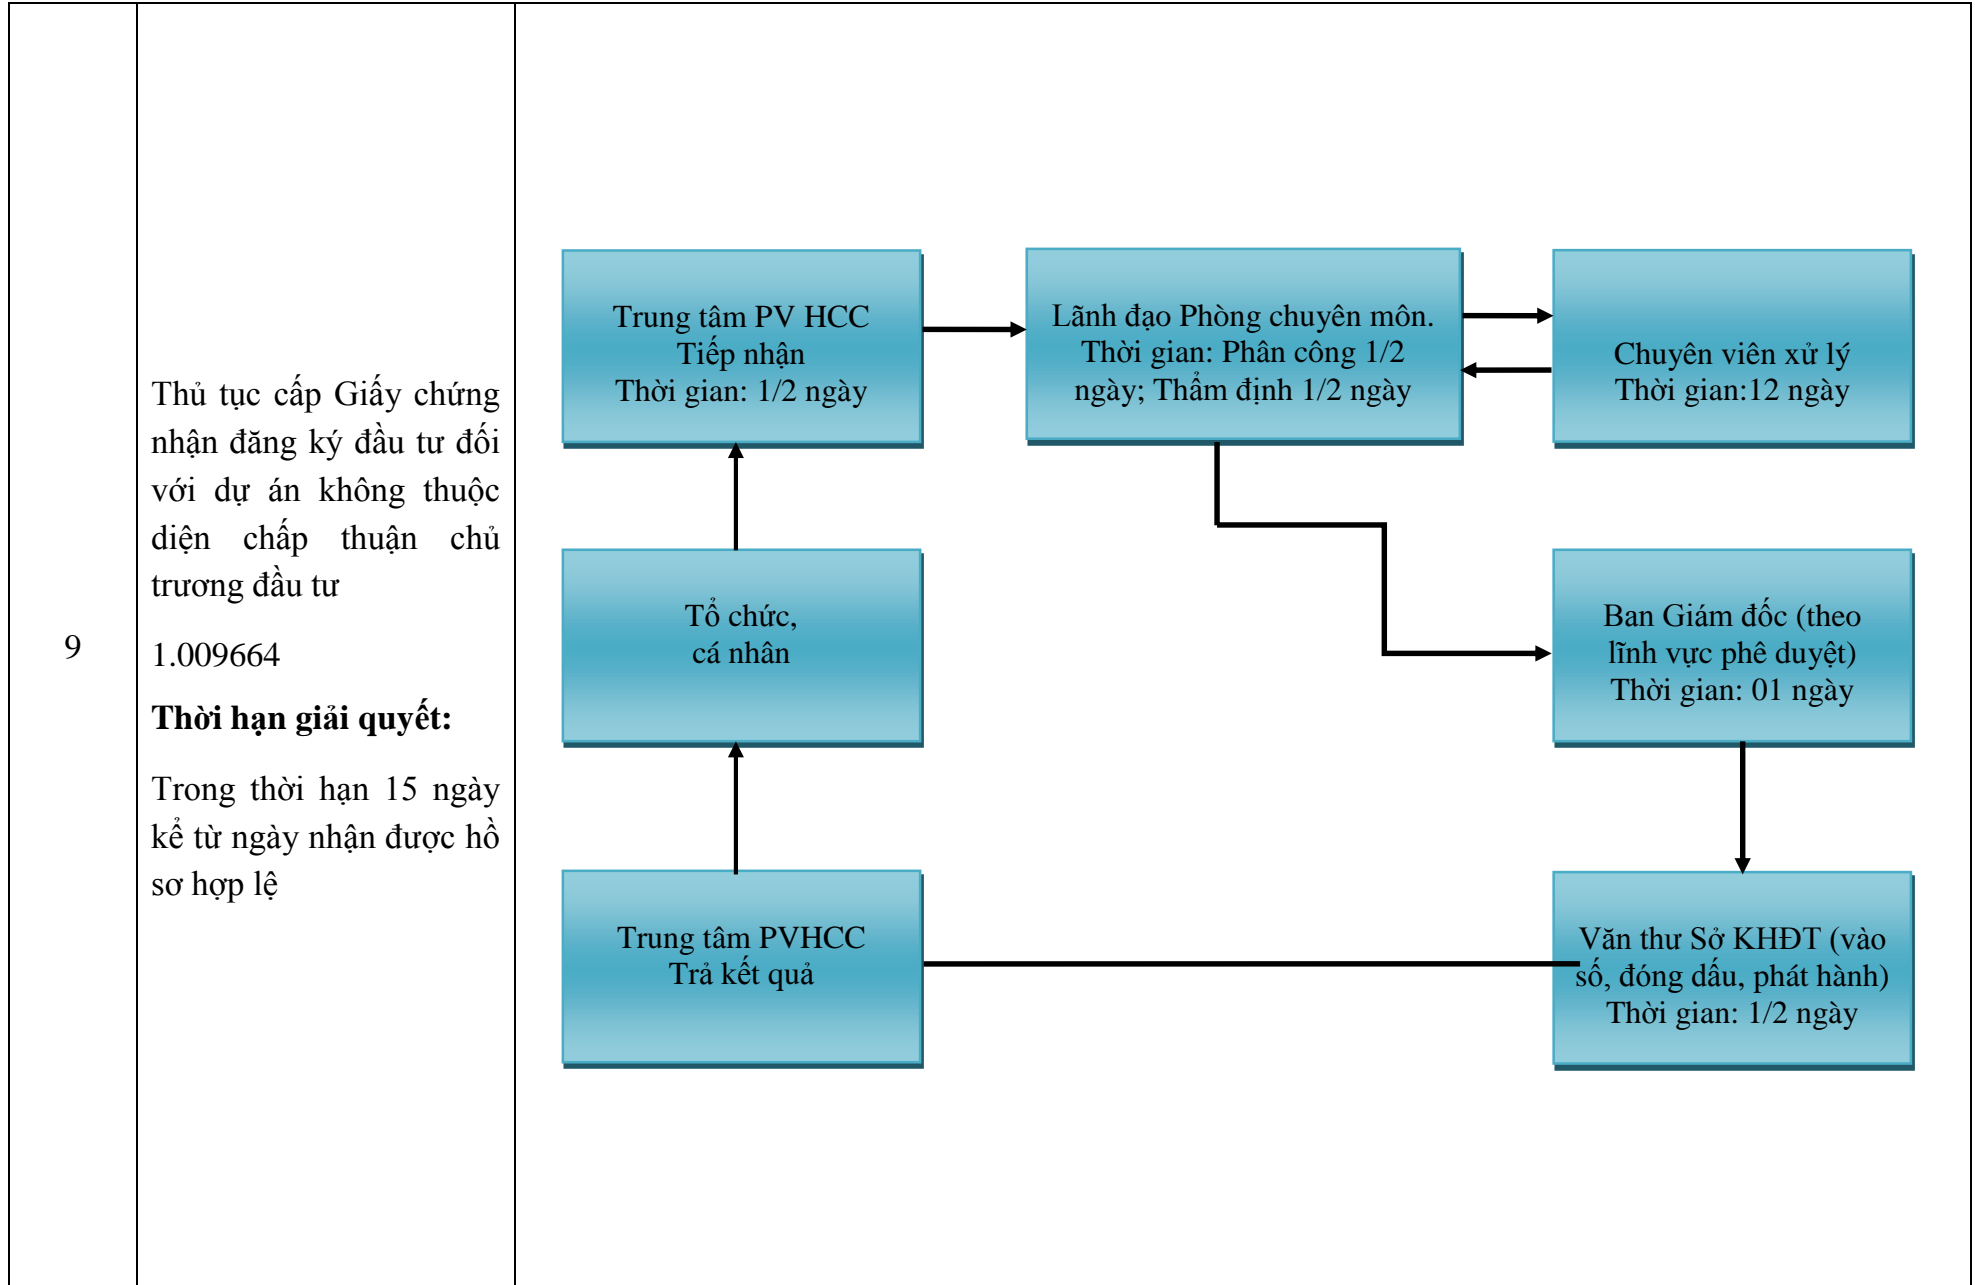 9
Thủ tục cấp Giấy chứng
nhận đăng ký đầu tư đối
với dự án không thuộc
diện chấp thuận chủ
trương đầu tư
1.009664
Thời hạn giải quyết:
Trong thời hạn 15 ngày
kể từ ngày nhận được hồ
sơ hợp lệ
Trung tâm PV HCC
Tiếp nhận
Thời gian: 1/2 ngày
Lãnh đạo Phòng chuyên môn.
Thời gian: Phân công 1/2
ngày; Thẩm định 1/2 ngày
Chuyên viên xử lý
Thời gian:12 ngày
Tổ chức,
cá nhân
Ban Giám đốc (theo
lĩnh vực phê duyệt)
Thời gian: 01 ngày
Trung tâm PVHCC
Trả kết quả
Văn thư Sở KHĐT (vào
số, đóng dấu, phát hành)
Thời gian: 1/2 ngày